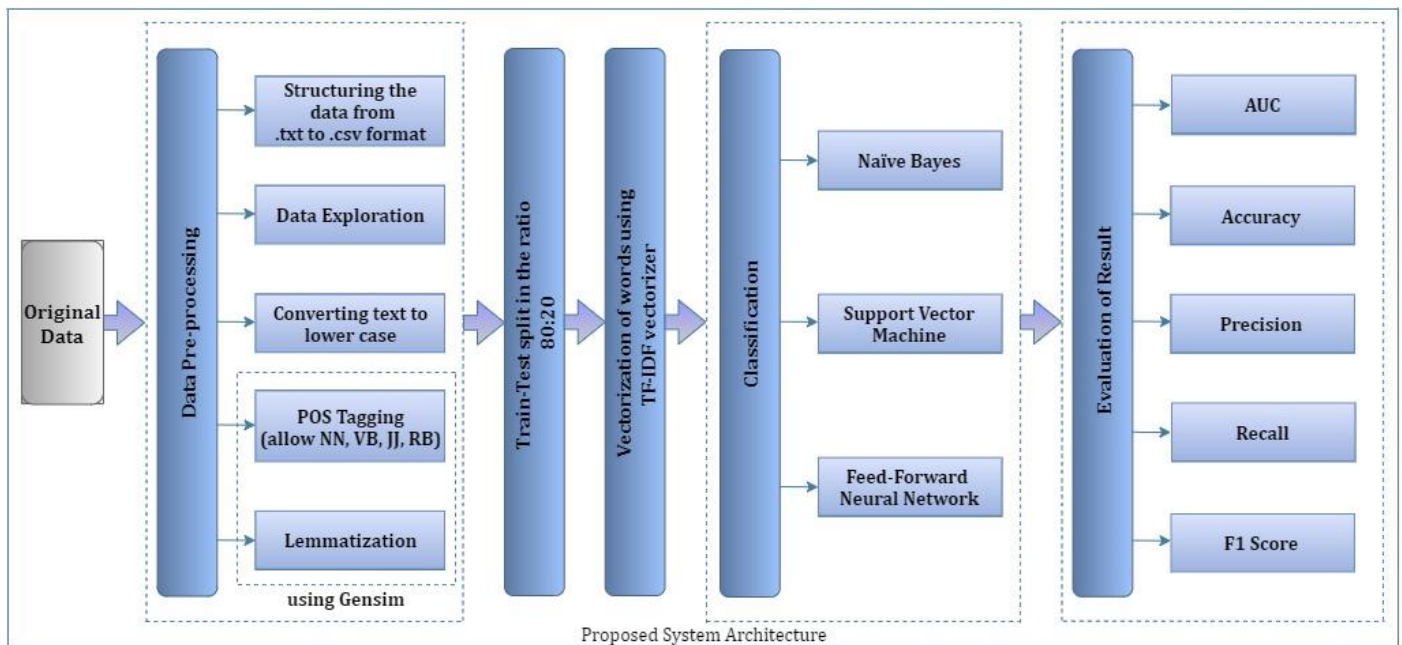 Original
Data
Data Pre-processing
Structuring the
data from
.txt to .csv format
Data Exploration
Converting text to
lower case
POS Tagging
(allow NN, VB, JJ, RB)
Lemmatization
using Gensim
Train-Test split in the ratio
80:20
Vectorization of words using
TF-IDF vectorizer
Classification
Naïve Bayes
Support Vector
Machine
Feed-Forward
Neural Network
Evaluation of Result
AUC
Accuracy
Precision
Recall
F1 Score
Proposed System Architecture